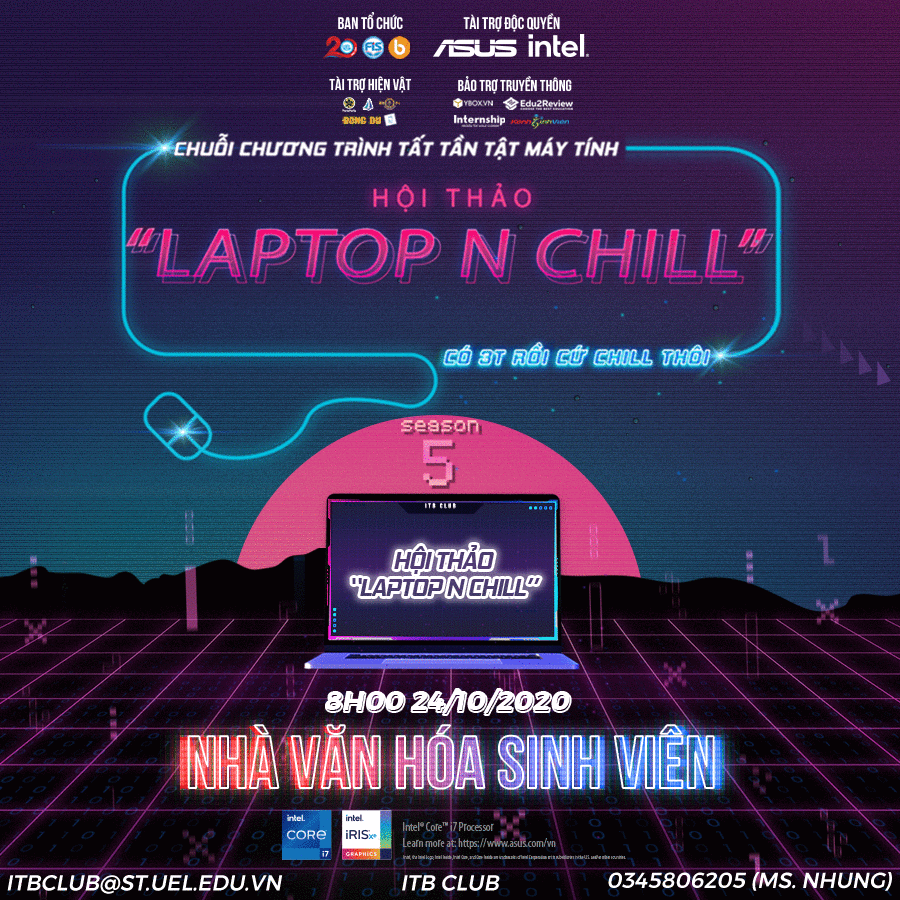 BAN TỔ CHỨC
TÀI TRỢ ĐỘC QUYỀN
20 FIS b
ASUS intel.
TÀI TRỢ HIỆN VẬT
BẢO TRỢ TRUYỀN THÔNG
YBOX.VN Edu2Review
ĐÔNG DU
Internship
CHUỖI CHƯƠNG TRÌNH TẤT TẦN TẬT MÁY TÍNH
HỘI THẢO
“LAPTOP N CHILL”
CÓ 3T RỒI CỨ CHILL THÔI
season
5
ITB CLUB
HỘI THẢO
“LAPTOP N CHILL”
8H00 24/10/2020
NHÀ VĂN HÓA SINH VIÊN
intel.
CORE
i7
intel.
iRIS Xe
GRAPHICS
Intel® Core™ i7 Processor
Learn more at: https://www.asus.com/vn
ITBCLUB@ST.UEL.EDU.VN
ITB CLUB
0345806205 (MS. NHUNG)